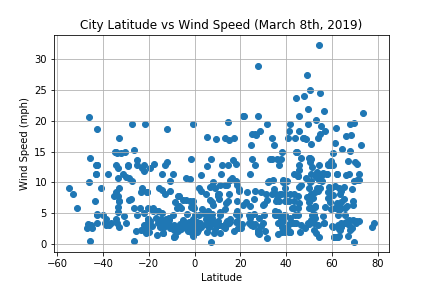 City Latitude vs Wind Speed (March 8th, 2019)
Wind Speed (mph)
30
25
20
15
10
5
0
−60 −40 −20 0 20 40 60 80
Latitude